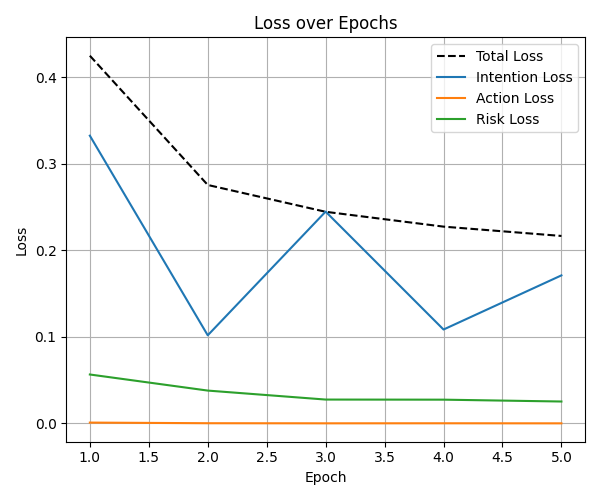 Loss over Epochs
Total Loss
Intention Loss
Action Loss
Risk Loss
0.4
0.3
0.2
0.1
0.0
Loss
1.0 1.5 2.0 2.5 3.0 3.5 4.0 4.5 5.0
Epoch